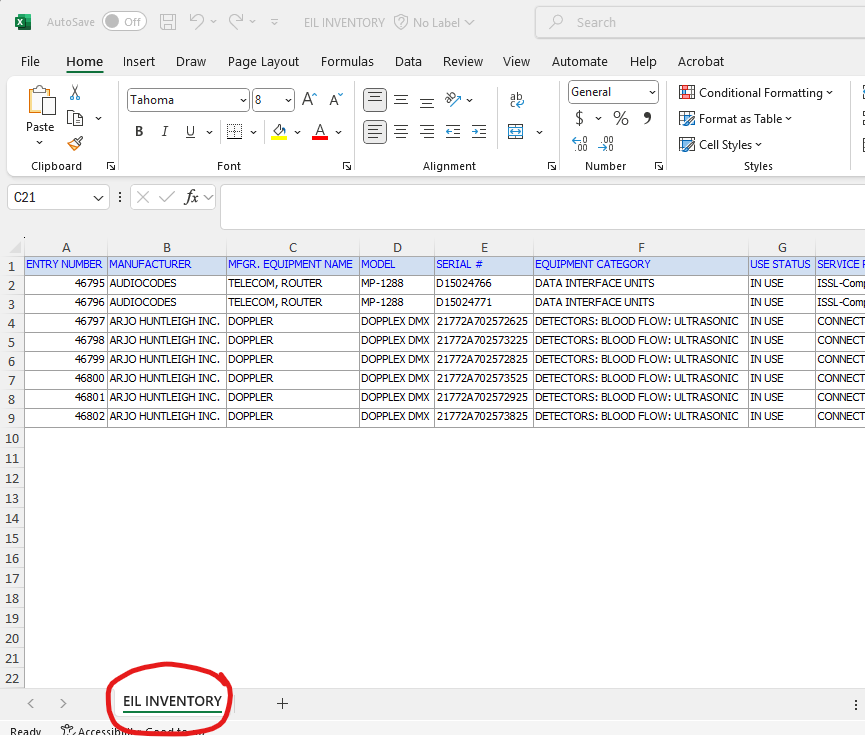 AutoSave Off EIL INVENTORY No Label Search
File Home Insert Draw Page Layout Formulas Data Review View Automate Help Acrobat
Paste
Tahoma 8 A A
B I U A
ab
General
$ % 9
.00
Conditional Formatting
Format as Table
Cell Styles
Clipboard Font Alignment Number Styles
C21 fx
A B C D E F G
1 ENTRY NUMBER MANUFACTURER MFGR. EQUIPMENT NAME MODEL SERIAL # EQUIPMENT CATEGORY USE STATUS SERVICE
2 46795 AUDIOCODES TELECOM, ROUTER MP-1288 D15024766 DATA INTERFACE UNITS IN USE ISSL-Comp
3 46796 AUDIOCODES TELECOM, ROUTER MP-1288 D15024771 DATA INTERFACE UNITS IN USE ISSL-Comp
4 46797 ARJO HUNTLEIGH INC. DOPPLER DOPPLEX DMX 21772A702572625 DETECTORS: BLOOD FLOW: ULTRASONIC IN USE CONNECT
5 46798 ARJO HUNTLEIGH INC. DOPPLER DOPPLEX DMX 21772A702573225 DETECTORS: BLOOD FLOW: ULTRASONIC IN USE CONNECT
6 46799 ARJO HUNTLEIGH INC. DOPPLER DOPPLEX DMX 21772A702572825 DETECTORS: BLOOD FLOW: ULTRASONIC IN USE CONNECT
7 46800 ARJO HUNTLEIGH INC. DOPPLER DOPPLEX DMX 21772A702573525 DETECTORS: BLOOD FLOW: ULTRASONIC IN USE CONNECT
8 46801 ARJO HUNTLEIGH INC. DOPPLER DOPPLEX DMX 21772A702572925 DETECTORS: BLOOD FLOW: ULTRASONIC IN USE CONNECT
9 46802 ARJO HUNTLEIGH INC. DOPPLER DOPPLEX DMX 21772A702573825 DETECTORS: BLOOD FLOW: ULTRASONIC IN USE CONNECT
10
11
12
13
14
15
16
17
18
19
20
21
22
EIL INVENTORY
Ready Accessibility: Good to